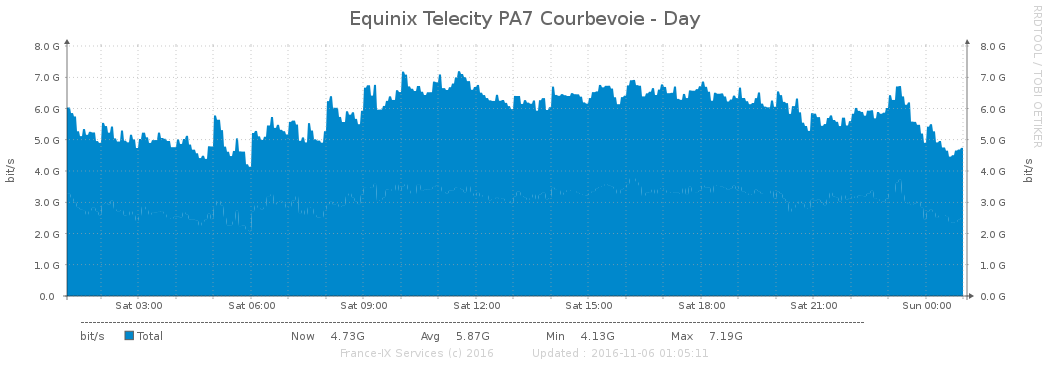 Equinix Telecity PA7 Courbevoie - Day
RRDTOOL / TOBI OETIKER
8.0 G 8.0 G
7.0 G 7.0 G
6.0 G 6.0 G
5.0 G 5.0 G
4.0 G 4.0 G
3.0 G 3.0 G
2.0 G 2.0 G
1.0 G 1.0 G
0.0 0.0 G
bit/s bit/s
Sat 03:00 Sat 06:00 Sat 09:00 Sat 12:00 Sat 15:00 Sat 18:00 Sat 21:00 Sun 00:00
bit/s Total Now 4.73G Avg 5.87G Min 4.13G Max 7.19G
France-IX Services (c) 2016 Updated : 2016-11-06 01:05:11